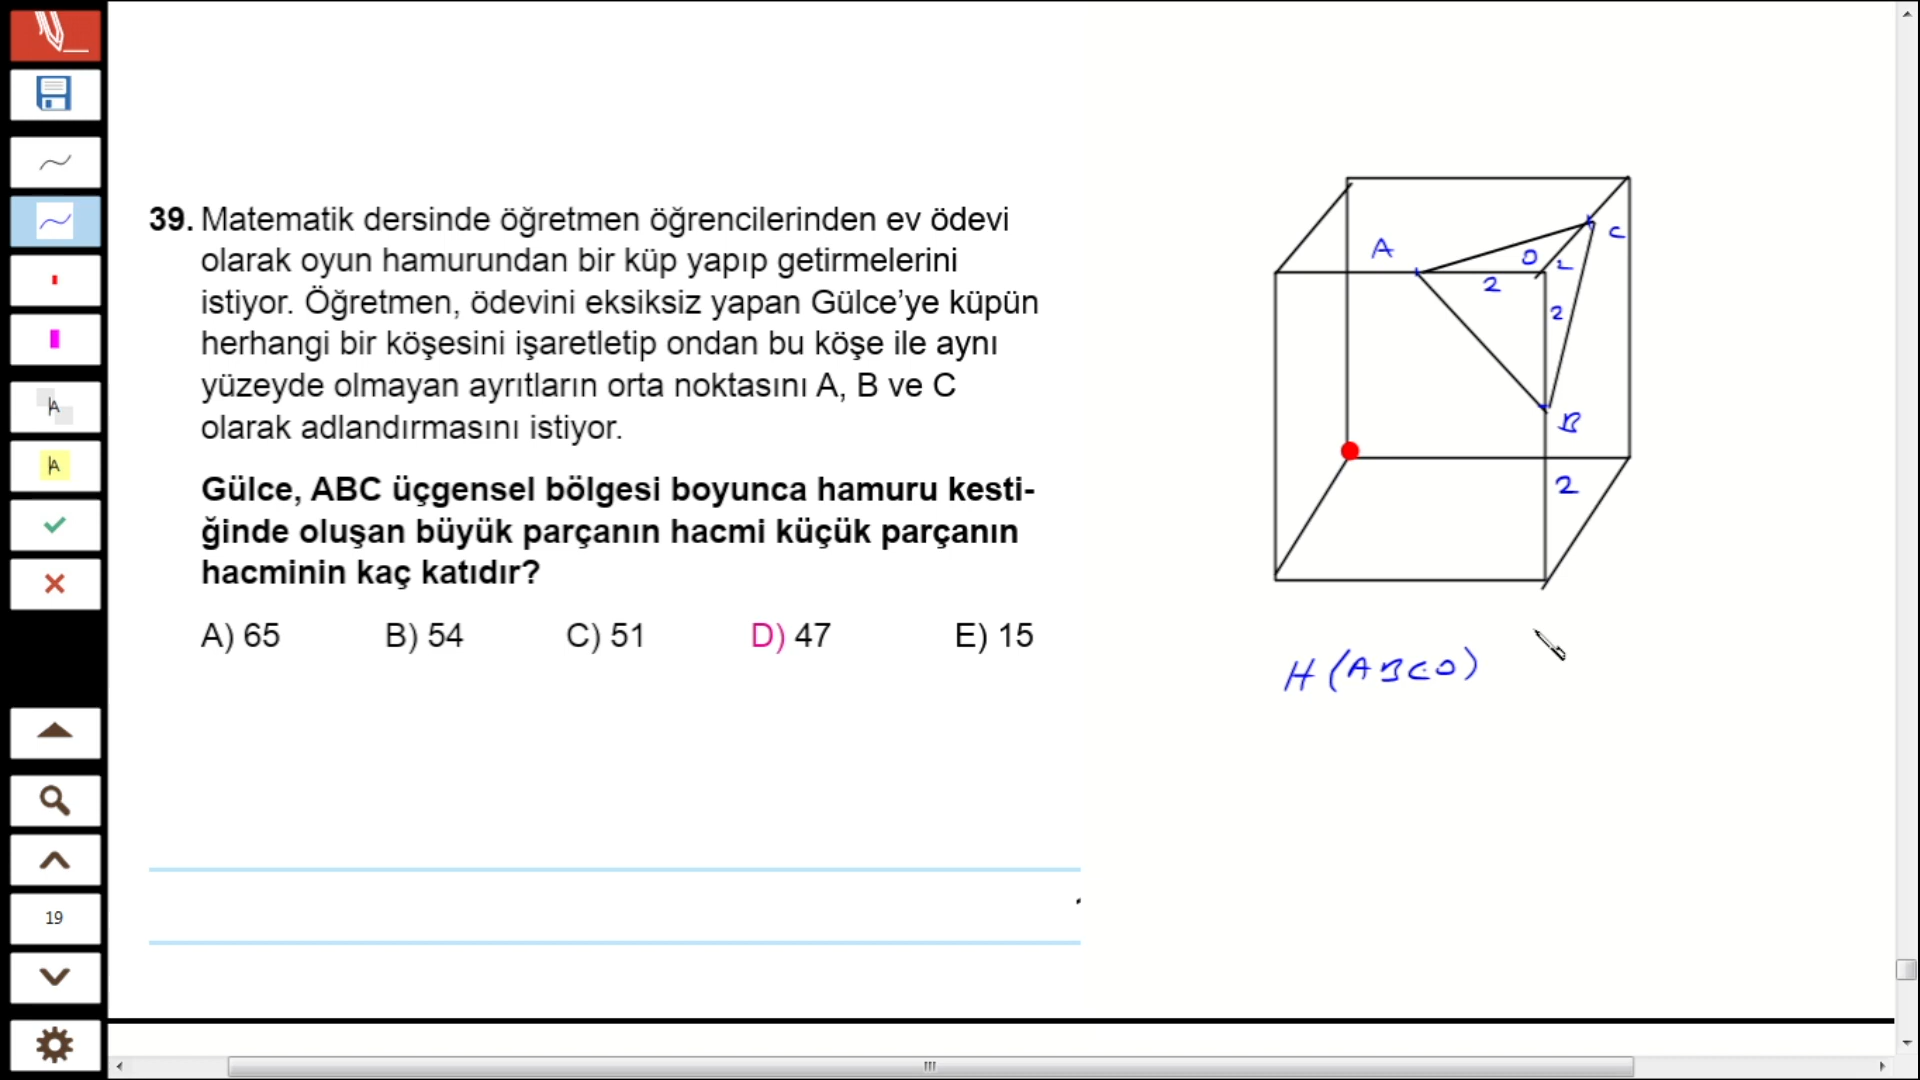 39. Matematik dersinde öğretmen öğrencilerinden ev ödevi
olarak oyun hamurundan bir küp yapıp getirmelerini
istiyor. Öğretmen, ödevini eksiksiz yapan Gülce’ye küpün
herhangi bir köşesini işaretletip ondan bu köşe ile aynı
yüzeyde olmayan ayrıtların orta noktasını A, B ve C
olarak adlandırmasını istiyor.
Gülce, ABC üçgensel bölgesi boyunca hamuru kesti-
ğinde oluşan büyük parçanın hacmi küçük parçanın
hacminin kaç katıdır?
A) 65 B) 54 C) 51 D) 47 E) 15
A
C
D
2
2
2
B
2
H (ABCD)
A
A
19